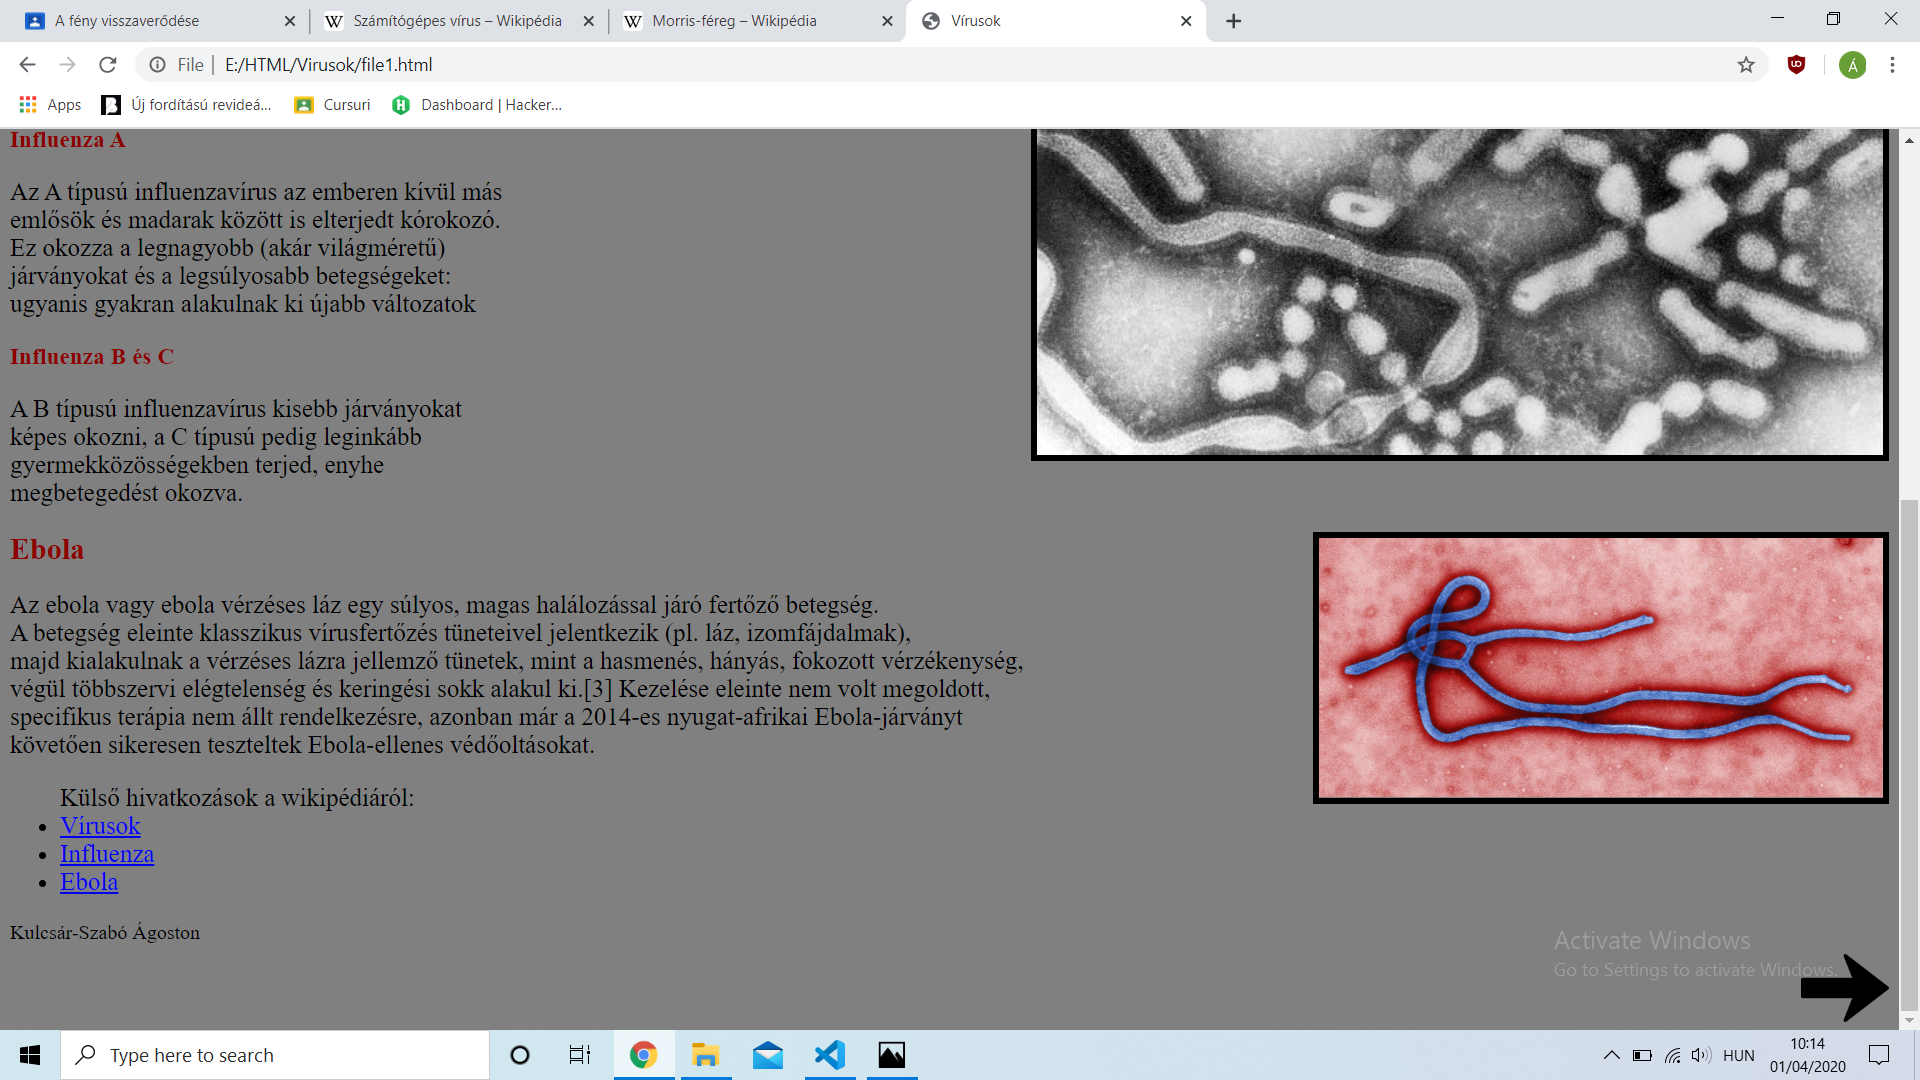 A fény visszaverődése
Számítógépes vírus – Wikipédia
Morris-féreg – Wikipédia
Vírusok
File
E:/HTML/Virusok/file1.html
Á
Apps
Új fordítású revideá...
Cursuri
Dashboard | Hacker...
Influenza A
Az A típusú influenzavírus az emberen kívül más
emlősök és madarak között is elterjedt kórokozó.
Ez okozza a legnagyobb (akár világméretű)
járványokat és a legsúlyosabb betegségeket:
ugyanis gyakran alakulnak ki újabb változatok
Influenza B és C
A B típusú influenzavírus kisebb járványokat
képes okozni, a C típusú pedig leginkább
gyermekközösségekben terjed, enyhe
megbetegedést okozva.
Ebola
Az ebola vagy ebola vérzéses láz egy súlyos, magas halálozással járó fertőző betegség.
A betegség eleinte klasszikus vírusfertőzés tüneteivel jelentkezik (pl. láz, izomfájdalmak),
majd kialakulnak a vérzéses lázra jellemző tünetek, mint a hasmenés, hányás, fokozott vérzékenység,
végül többszervi elégtelenség és keringési sokk alakul ki.[3] Kezelése eleinte nem volt megoldott,
specifikus terápia nem állt rendelkezésre, azonban már a 2014-es nyugat-afrikai Ebola-járványt
követően sikeresen teszteltek Ebola-ellenes védőoltásokat.
Külső hivatkozások a wikipédiáról:
Vírusok
Influenza
Ebola
Kulcsár-Szabó Ágoston
Activate Windows
Go to Settings to activate Windows.
Type here to search
HUN
10:14
01/04/2020